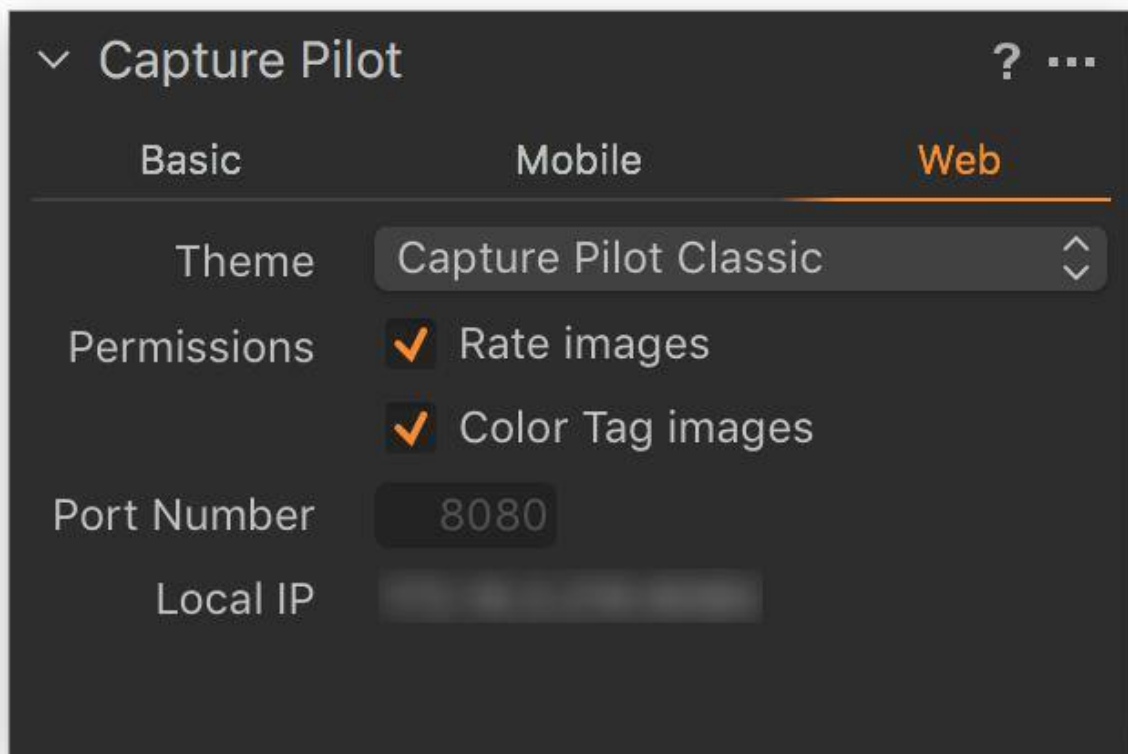 Capture Pilot ? ...
Basic Mobile Web
Theme Capture Pilot Classic
Permissions Rate images
Color Tag images
Port Number 8080
Local IP